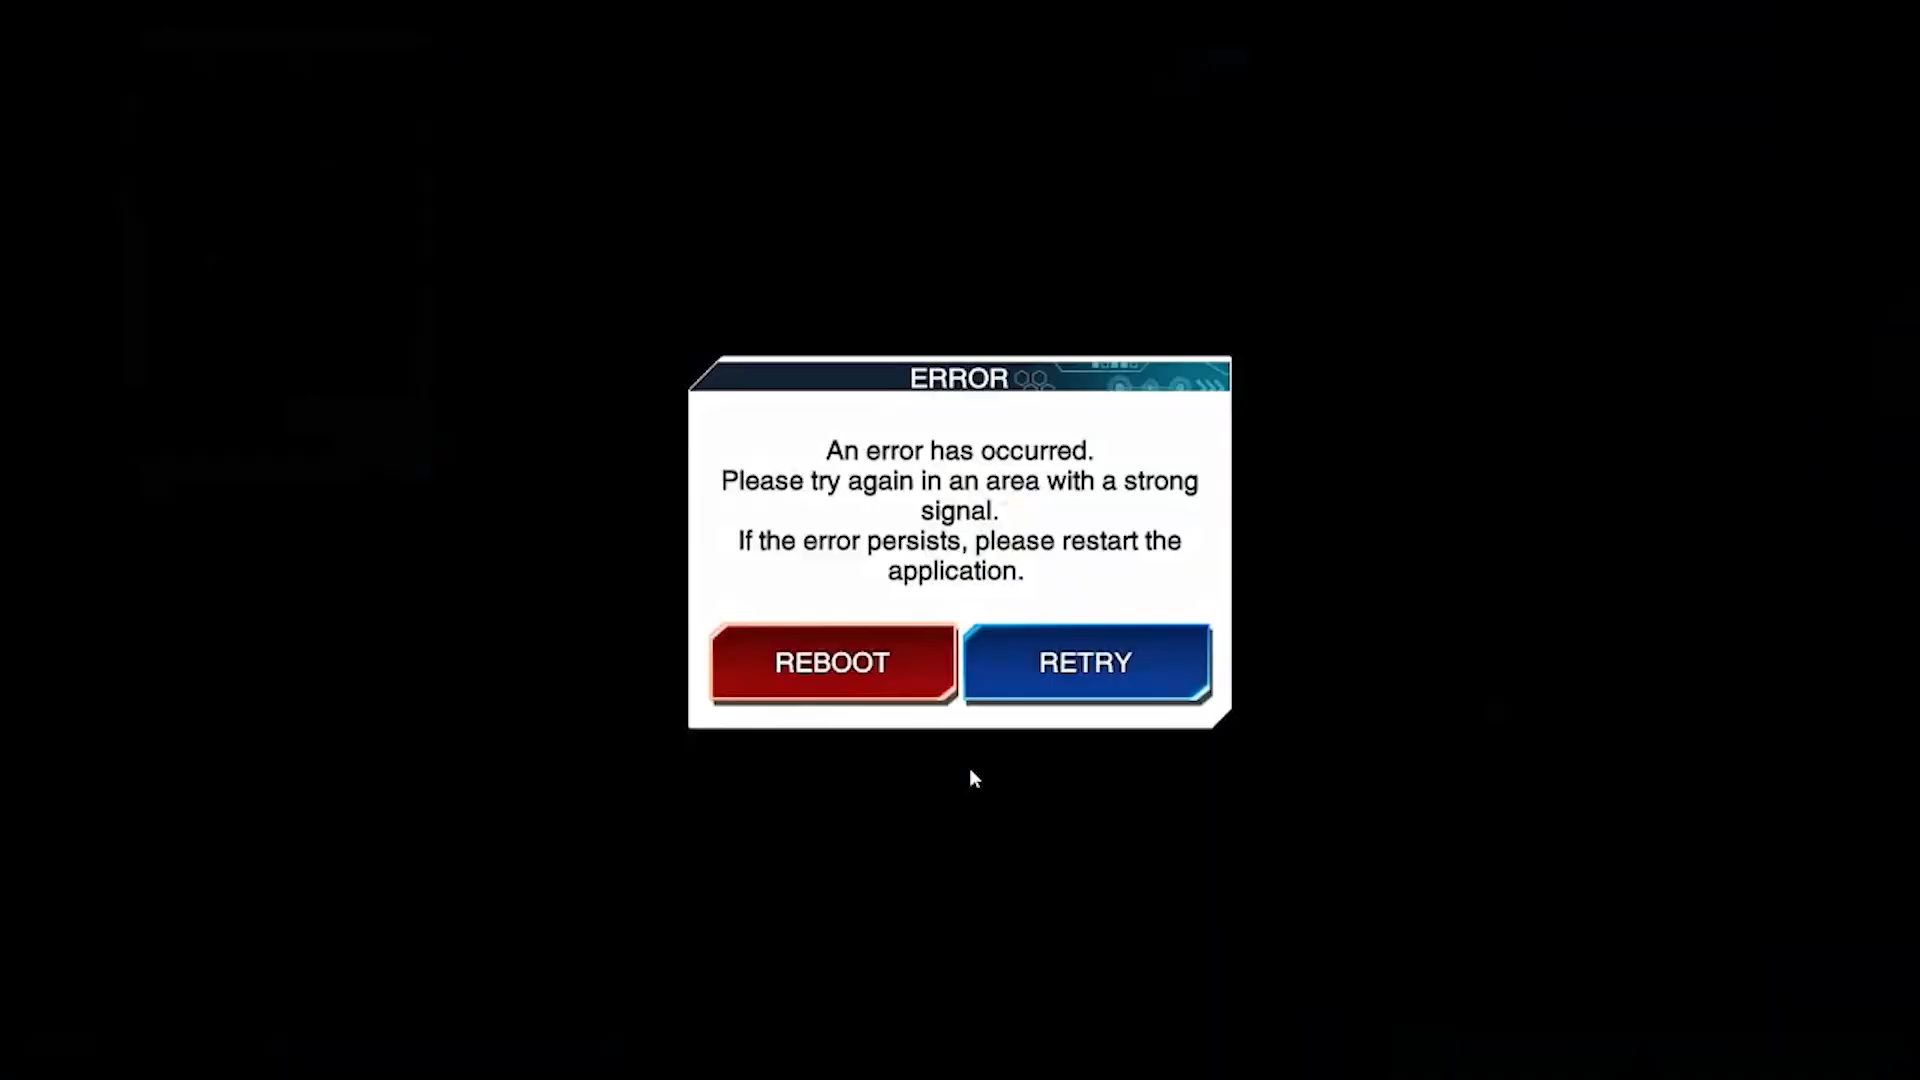 ERROR
An error has occurred.
Please try again in an area with a strong
signal.
If the error persists, please restart the
application.
REBOOT
RETRY